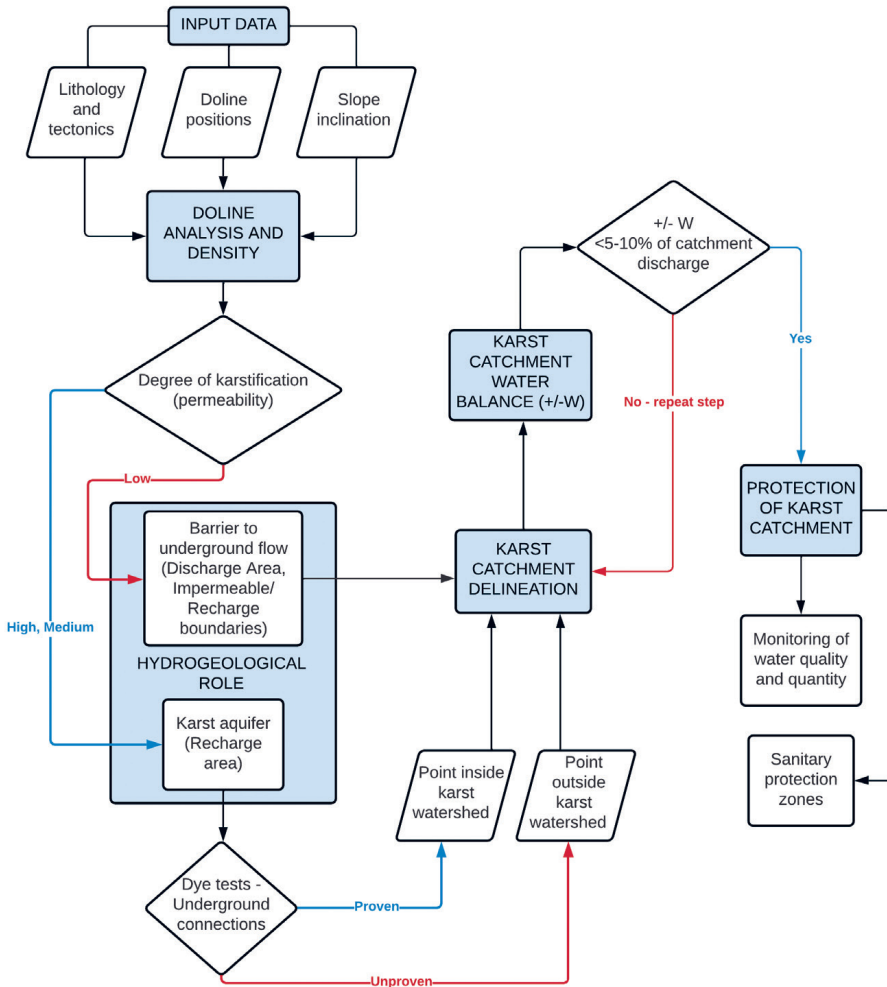 INPUT DATA
Lithology
and
tectonics
Doline
positions
Slope
inclination
DOLINE
ANALYSIS AND
DENSITY
+/- W
<5-10% of catchment
discharge
Degree of karstification
(permeability)
KARST
CATCHMENT
WATER
BALANCE (+/-W)
Yes
No - repeat step
Low
PROTECTION
OF KARST
CATCHMENT
Barrier to
underground flow
(Discharge Area,
Impermeable/
Recharge
boundaries)
KARST
CATCHMENT
DELINEATION
High, Medium
HYDROGEOLOGICAL
ROLE
Monitoring of
water quality
and quantity
Karst aquifer
(Recharge
area)
Point inside
karst
watershed
Point
outside
karst
watershed
Sanitary
protection
zones
Dye tests -
Underground
connections
Proven
Unproven